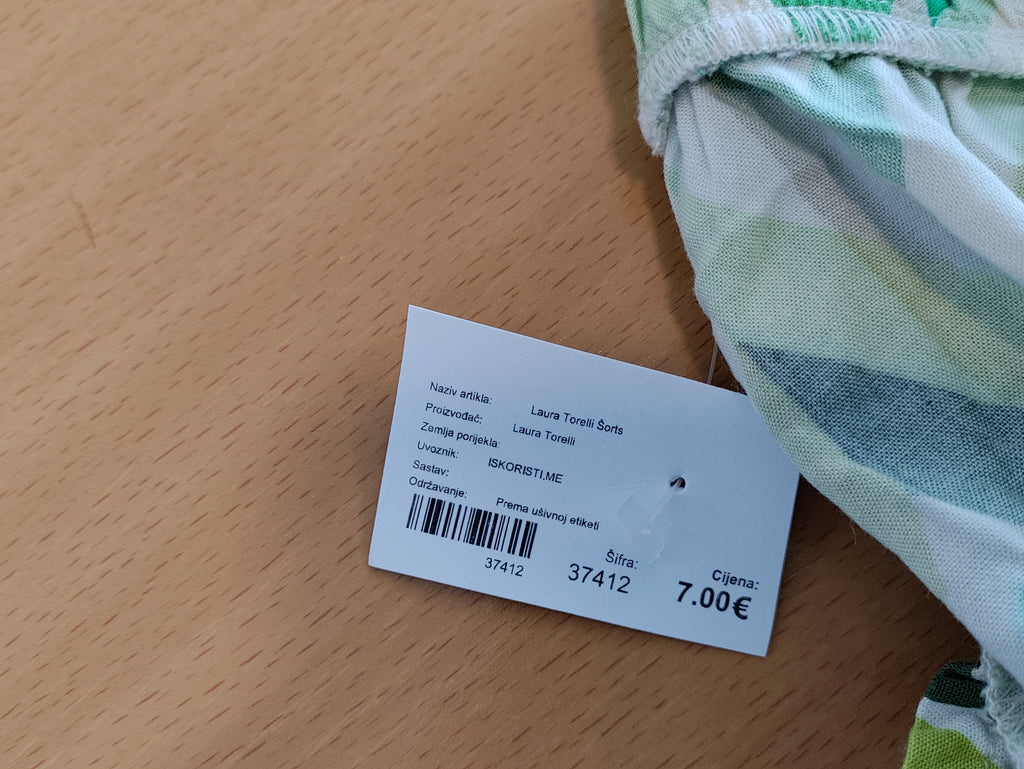 Naziv artikla: Laura Torelli Šorts
Proizvođač: Laura Torelli
Zemlja porijekla:
Uvoznik: ISKORISTI.ME
Sastav:
Održavanje: Prema ušivnoj etiketi
37412
Šifra:
37412
Cijena:
7.00€